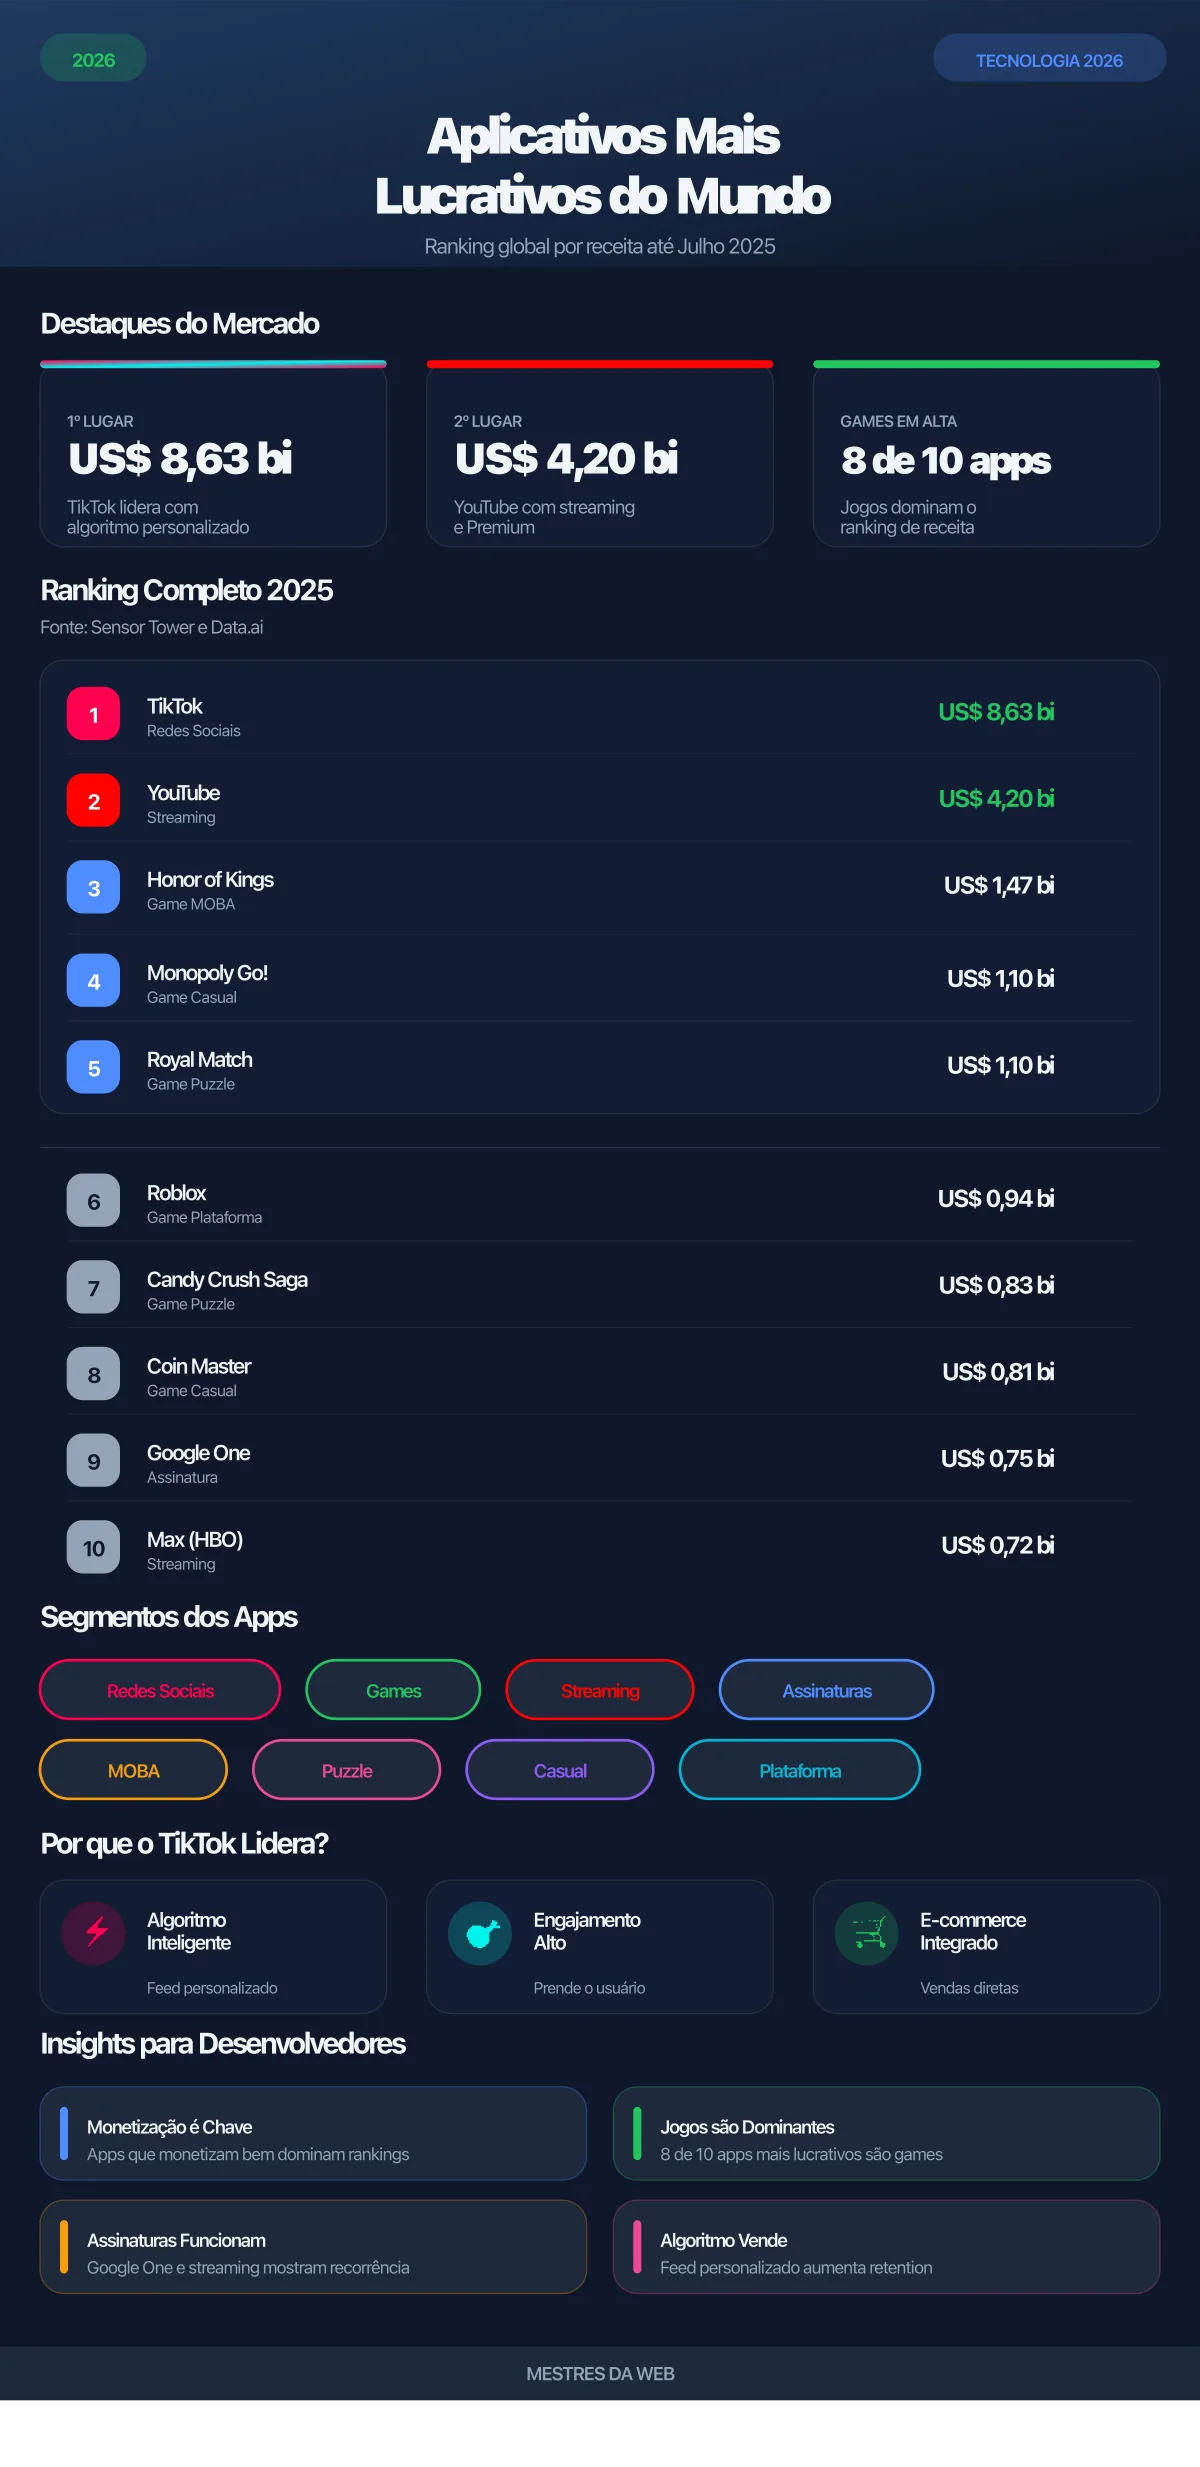 2026
TECNOLOGIA 2026
Aplicativos Mais
Lucrativos do Mundo
Ranking global por receita até Julho 2025
Destaques do Mercado
1º LUGAR
US$ 8,63 bi
TikTok lidera com
algoritmo personalizado
2º LUGAR
US$ 4,20 bi
YouTube com streaming
e Premium
GAMES EM ALTA
8 de 10 apps
Jogos dominam o
ranking de receita
Ranking Completo 2025
Fonte: Sensor Tower e Data.ai
1
TikTok
Redes Sociais
US$ 8,63 bi
2
YouTube
Streaming
US$ 4,20 bi
3
Honor of Kings
Game MOBA
US$ 1,47 bi
4
Monopoly Go!
Game Casual
US$ 1,10 bi
5
Royal Match
Game Puzzle
US$ 1,10 bi
6
Roblox
Game Plataforma
US$ 0,94 bi
7
Candy Crush Saga
Game Puzzle
US$ 0,83 bi
8
Coin Master
Game Casual
US$ 0,81 bi
9
Google One
Assinatura
US$ 0,75 bi
10
Max (HBO)
Streaming
US$ 0,72 bi
Segmentos dos Apps
Redes Sociais
Games
Streaming
Assinaturas
MOBA
Puzzle
Casual
Plataforma
Por que o TikTok Lidera?
Algoritmo
Inteligente
Feed personalizado
Engajamento
Alto
Prende o usuário
E-commerce
Integrado
Vendas diretas
Insights para Desenvolvedores
Monetização é Chave
Apps que monetizam bem dominam rankings
Jogos são Dominantes
8 de 10 apps mais lucrativos são games
Assinaturas Funcionam
Google One e streaming mostram recorrência
Algoritmo Vende
Feed personalizado aumenta retention
MESTRES DA WEB